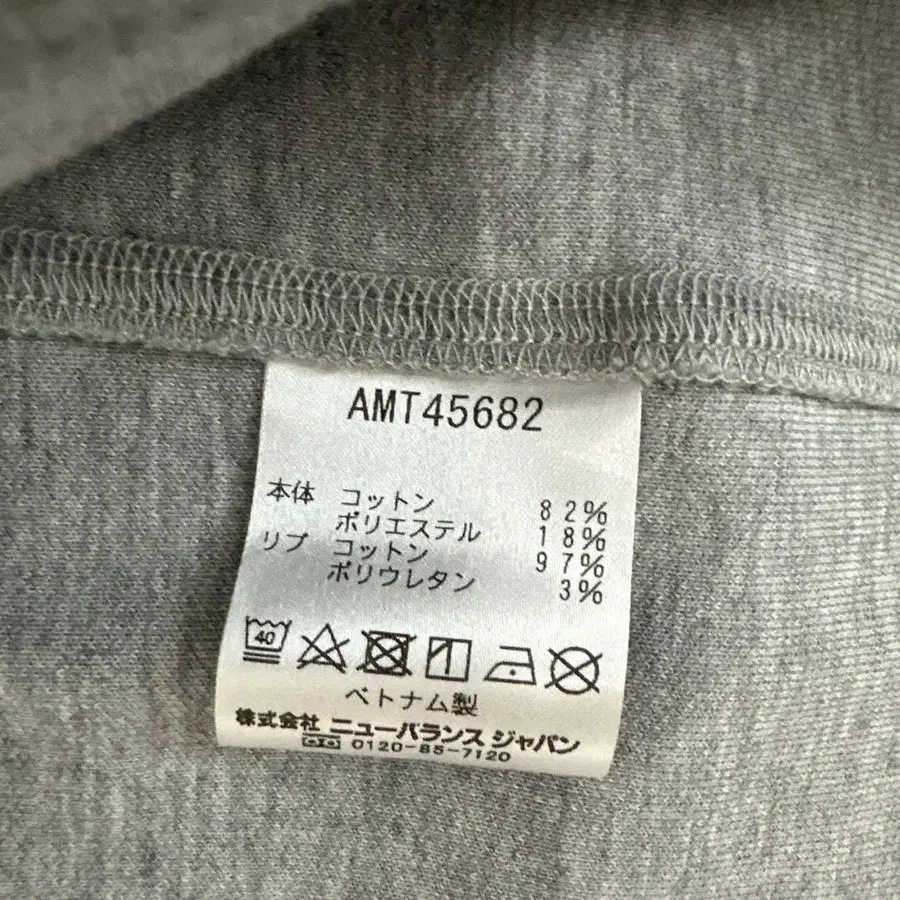 AMT45682
本体 コットン 82%
ポリエステル 18%
リブ コットン 97%
ポリウレタン 3%
40
ベトナム製
株式会社 ニューバランス ジャパン
0120-85-7120